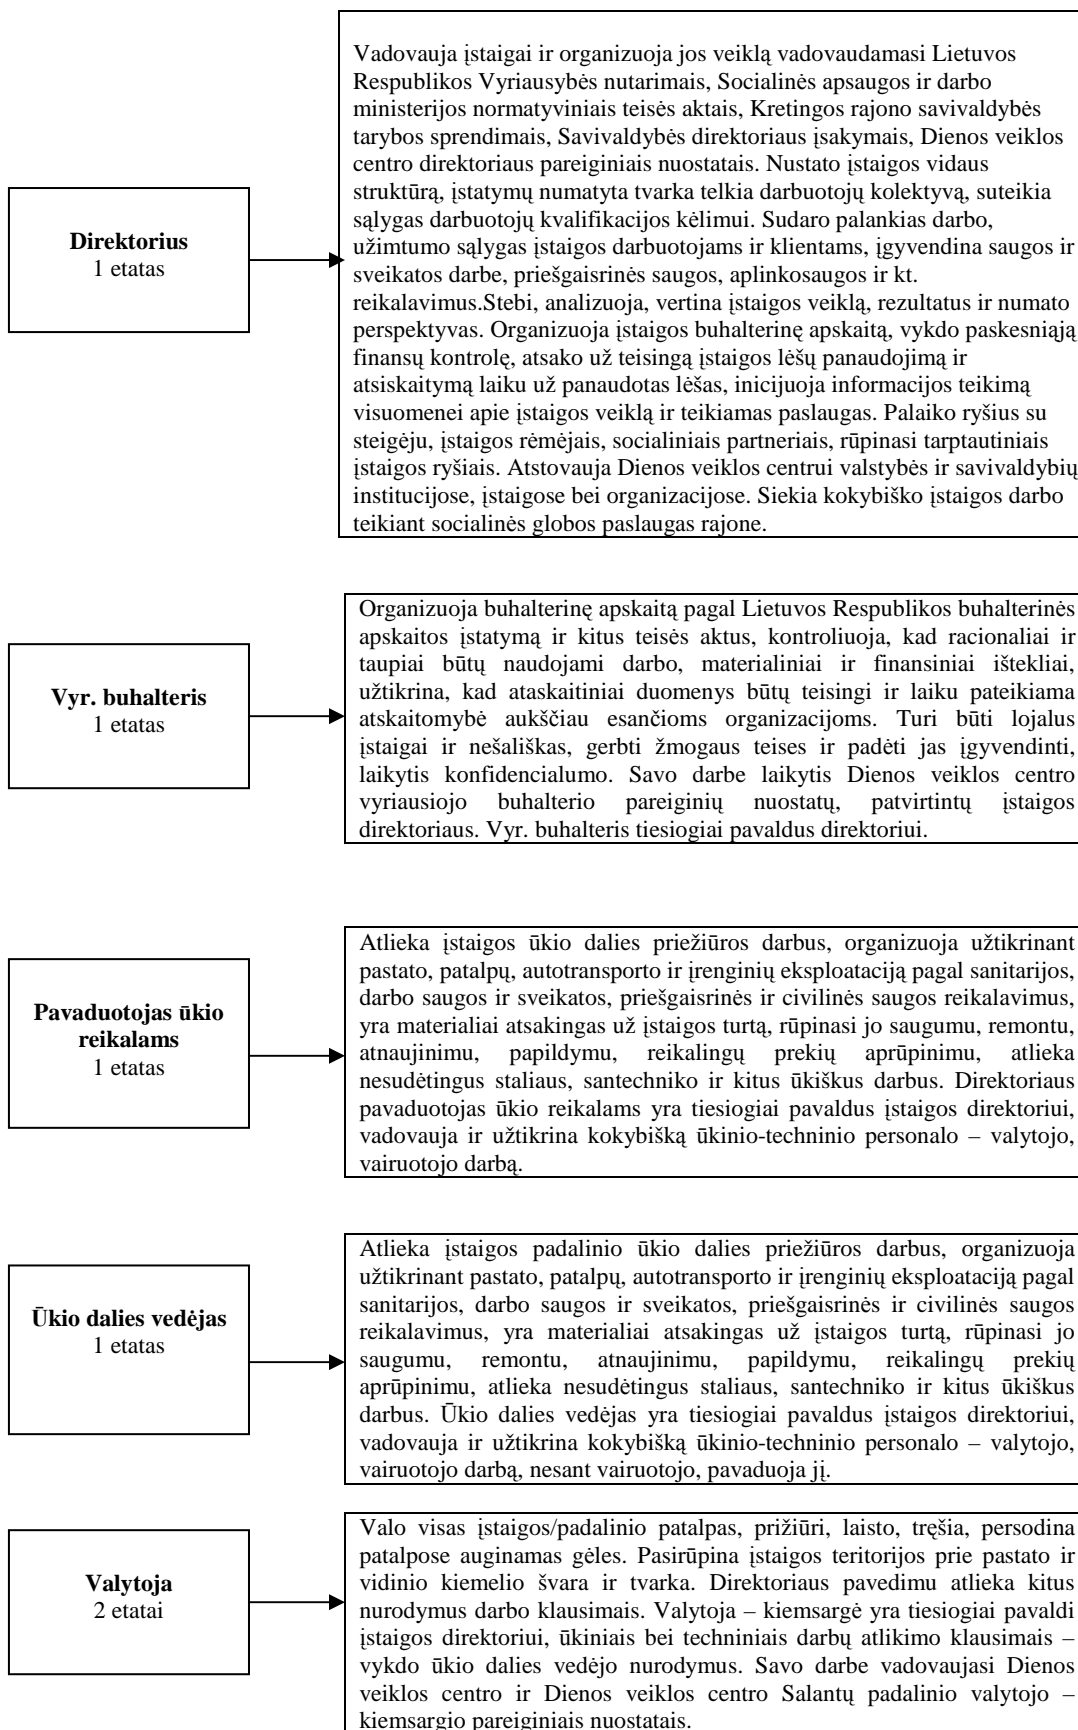 Direktorius
1 etatas
Vadovauja įstaigai ir organizuoja jos veiklą vadovaudamasi Lietuvos
Respublikos Vyriausybės nutarimais, Socialinės apsaugos ir darbo
ministerijos normatyviniais teisės aktais, Kretingos rajono savivaldybės
tarybos sprendimais, Savivaldybės direktoriaus įsakymais, Dienos veiklos
centro direktoriaus pareiginiais nuostatais. Nustato įstaigos vidaus
struktūrą, įstatymų numatyta tvarka telkia darbuotojų kolektyvą, suteikia
sąlygas darbuotojų kvalifikacijos kėlimui. Sudaro palankias darbo,
užimtumo sąlygas įstaigos darbuotojams ir klientams, įgyvendina saugos ir
sveikatos darbe, priešgaisrinės saugos, aplinkosaugos ir kt.
reikalavimus.Stebi, analizuoja, vertina įstaigos veiklą, rezultatus ir numato
perspektyvas. Organizuoja įstaigos buhalterinę apskaitą, vykdo paskesniąją
finansų kontrolę, atsako už teisingą įstaigos lėšų panaudojimą ir
atsiskaitymą laiku už panaudotas lėšas, inicijuoja informacijos teikimą
visuomenei apie įstaigos veiklą ir teikiamas paslaugas. Palaiko ryšius su
steigėju, įstaigos rėmėjais, socialiniais partneriais, rūpinasi tarptautiniais
įstaigos ryšiais. Atstovauja Dienos veiklos centrui valstybės ir savivaldybių
institucijose, įstaigose bei organizacijose. Siekia kokybiško įstaigos darbo
teikiant socialinės globos paslaugas rajone.
Vyr. buhalteris
1 etatas
Organizuoja buhalterinę apskaitą pagal Lietuvos Respublikos buhalterinės
apskaitos įstatymą ir kitus teisės aktus, kontroliuoja, kad racionaliai ir
taupiai būtų naudojami darbo, materialiniai ir finansiniai ištekliai,
užtikrina, kad ataskaitiniai duomenys būtų teisingi ir laiku pateikiama
atskaitomybė aukščiau esančioms organizacijoms. Turi būti lojalus
įstaigai ir nešališkas, gerbti žmogaus teises ir padėti jas įgyvendinti,
laikytis konfidencialumo. Savo darbe laikytis Dienos veiklos centro
vyriausiojo buhalterio pareiginių nuostatų, patvirtintų įstaigos
direktoriaus. Vyr. buhalteris tiesiogiai pavaldus direktoriui.
Pavaduotojas ūkio
reikalams
1 etatas
Atlieka įstaigos ūkio dalies priežiūros darbus, organizuoja užtikrinant
pastato, patalpų, autotransporto ir įrenginių eksploataciją pagal sanitarijos,
darbo saugos ir sveikatos, priešgaisrinės ir civilinės saugos reikalavimus,
yra materialiai atsakingas už įstaigos turtą, rūpinasi jo saugumu, remontu,
atnaujinimu, papildymu, reikalingų prekių aprūpinimu, atlieka
nesudėtingus staliaus, santechniko ir kitus ūkiškus darbus. Direktoriaus
pavaduotojas ūkio reikalams yra tiesiogiai pavaldus įstaigos direktoriui,
vadovauja ir užtikrina kokybišką ūkinio-techninio personalo – valytojo,
vairuotojo darbą.
Ūkio dalies vedėjas
1 etatas
Atlieka įstaigos padalinio ūkio dalies priežiūros darbus, organizuoja
užtikrinant pastato, patalpų, autotransporto ir įrenginių eksploataciją pagal
sanitarijos, darbo saugos ir sveikatos, priešgaisrinės ir civilinės saugos
reikalavimus, yra materialiai atsakingas už įstaigos turtą, rūpinasi jo
saugumu, remontu, atnaujinimu, papildymu, reikalingų prekių
aprūpinimu, atlieka nesudėtingus staliaus, santechniko ir kitus ūkiškus
darbus. Ūkio dalies vedėjas yra tiesiogiai pavaldus įstaigos direktoriui,
vadovauja ir užtikrina kokybišką ūkinio-techninio personalo – valytojo,
vairuotojo darbą, nesant vairuotojo, pavaduoja jį.
Valytoja
2 etatai
Valo visas įstaigos/padalinio patalpas, prižiūri, laisto, tręšia, persodina
patalpose auginamas gėles. Pasirūpina įstaigos teritorijos prie pastato ir
vidinio kiemelio švara ir tvarka. Direktoriaus pavedimu atlieka kitus
nurodymus darbo klausimais. Valytoja – kiemsargė yra tiesiogiai pavaldi
įstaigos direktoriui, ūkiniais bei techniniais darbų atlikimo klausimais –
vykdo ūkio dalies vedėjo nurodymus. Savo darbe vadovaujasi Dienos
veiklos centro ir Dienos veiklos centro Salantų padalinio valytojo –
kiemsargio pareiginiais nuostatais.